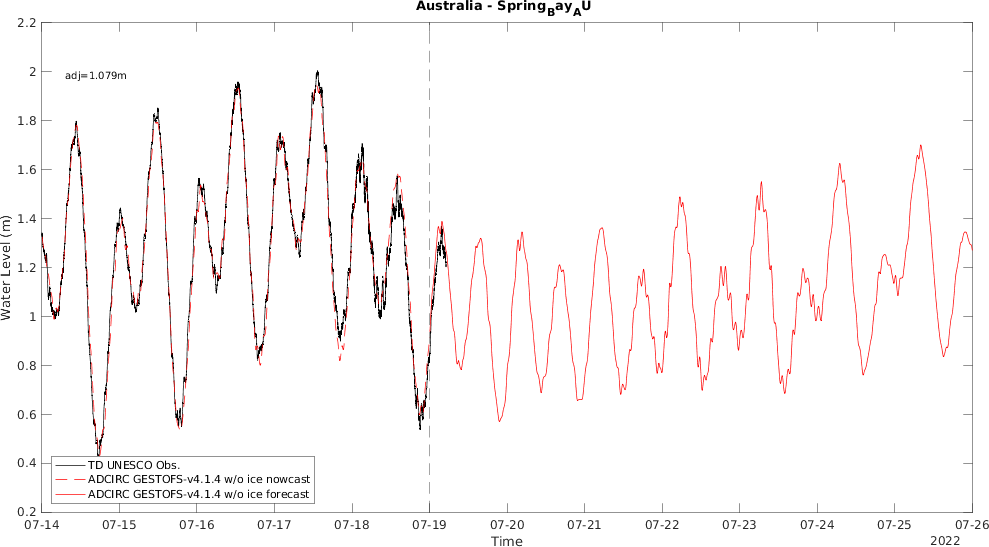 Australia - SpringBayAU
2.2
2
adj=1.079m
1.8
1.6
1.4
1.2
1
0.8
0.6
0.4
0.2
Water Level (m)
TD UNESCO Obs.
ADCIRC GESTOFS-v4.1.4 w/o ice nowcast
ADCIRC GESTOFS-v4.1.4 w/o ice forecast
07-14 07-15 07-16 07-17 07-18 07-19 07-20 07-21 07-22 07-23 07-24 07-25 07-26
Time
2022